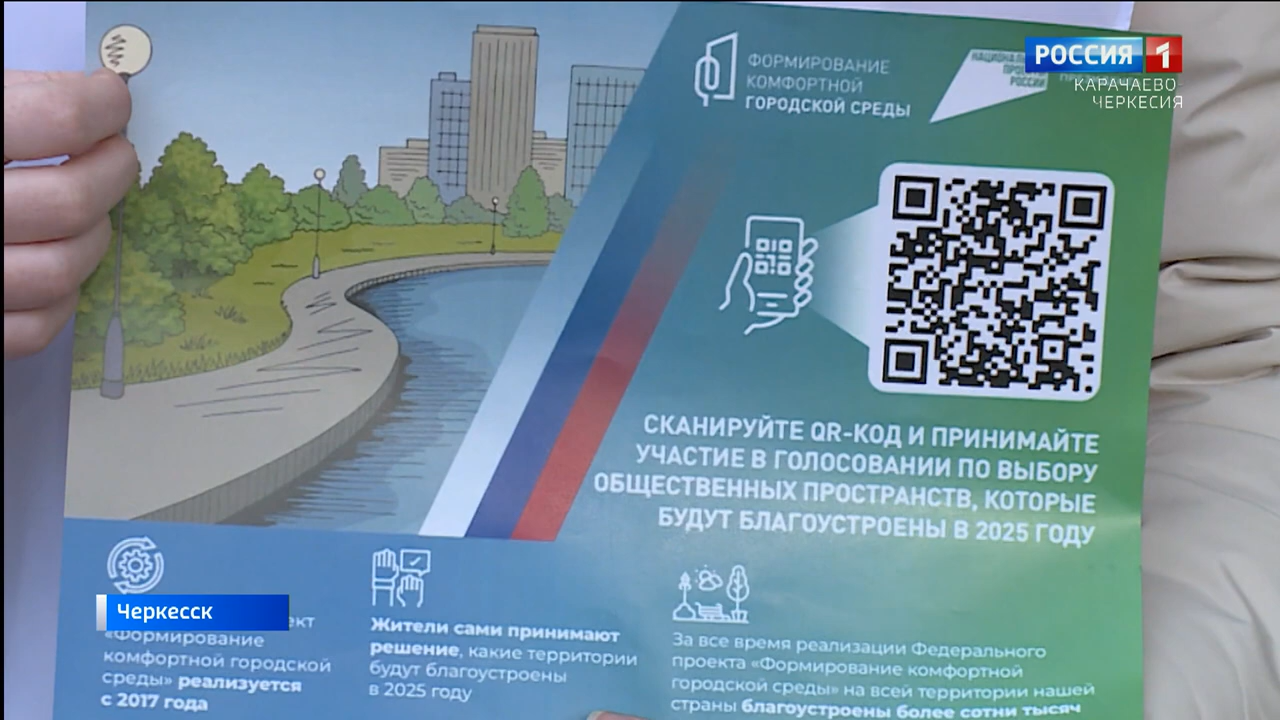 ФОРМИРОВАНИЕ
КОМФОРТНОЙ
ГОРОДСКОЙ СРЕДЫ
РОССИИ
РОССИЯ 1
КАРАЧАЕВО-
ЧЕРКЕСИЯ
СКАНИРУЙТЕ QR-КОД И ПРИНИМАЙТЕ
УЧАСТИЕ В ГОЛОСОВАНИИ ПО ВЫБОРУ
ОБЩЕСТВЕННЫХ ПРОСТРАНСТВ, КОТОРЫЕ
БУДУТ БЛАГОУСТРОЕНЫ В 2025 ГОДУ
Черкесск
«Формирование
комфортной городской
среды» реализуется
с 2017 года
Жители сами принимают
решение, какие территории
будут благоустроены
в 2025 году
За все время реализации Федерального
проекта «Формирование комфортной
городской среды» на всей территории нашей
страны благоустроены более сотни тысяч